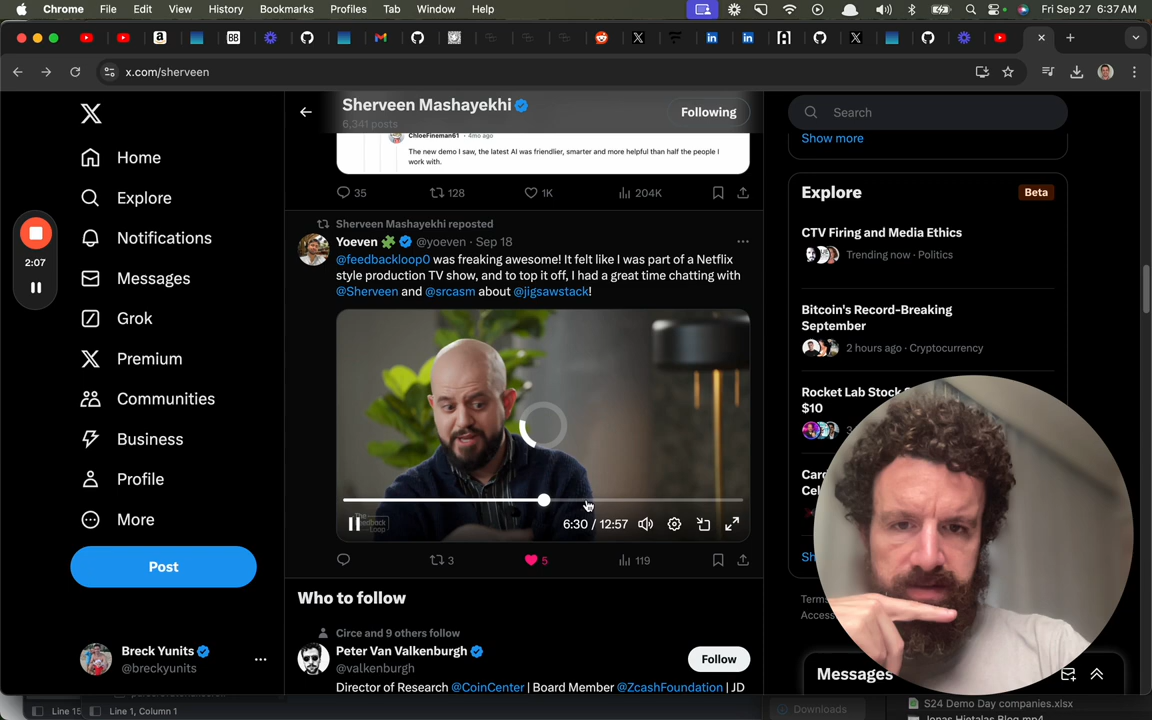 Chrome File Edit View History Bookmarks Profiles Tab Window Help Fri Sep 27 6:37 AM
x.com/sherveen
Sherveen Mashayekhi Following
6,341 posts
Search
Show more
ChloeFineman61 · 4mo ago
The new demo I saw, the latest AI was friendlier, smarter and more helpful than half the people I
work with.
35 128 1K 204K
Sherveen Mashayekhi reposted
Yoeven @yoeven · Sep 18
@feedbackloop0 was freaking awesome! It felt like I was part of a Netflix
style production TV show, and to top it off, I had a great time chatting with
@Sherveen and @srcasm about @jigsawstack!
The
Feedback
Loop
6:30 / 12:57
3 5 119
Who to follow
Circe and 9 others follow
Peter Van Valkenburgh
@valkenburgh
Follow
Director of Research @CoinCenter | Board Member @ZcashFoundation | JD
Home
Explore
Notifications
Messages
Grok
Premium
Communities
Business
Profile
More
Post
Breck Yunits
@breckyunits
2:07
Explore Beta
CTV Firing and Media Ethics
Trending now · Politics
Bitcoin's Record-Breaking
September
2 hours ago · Cryptocurrency
Rocket Lab Stock
$10
Messages
Line 15 Line 1, Column 1
Downloads
S24 Demo Day companies.xlsx
Jonas Hietalas Blog.mp4